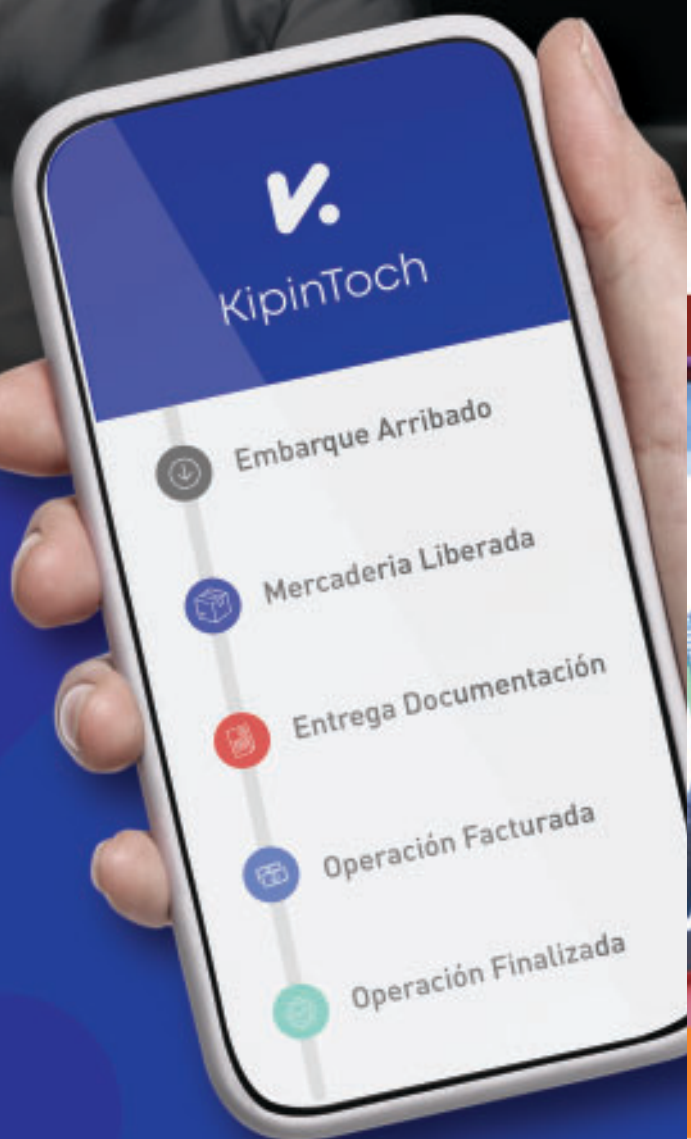 KipinToch
Embarque Arribado
Mercaderia Liberada
Entrega Documentación
Operación Facturada
Operación Finalizada